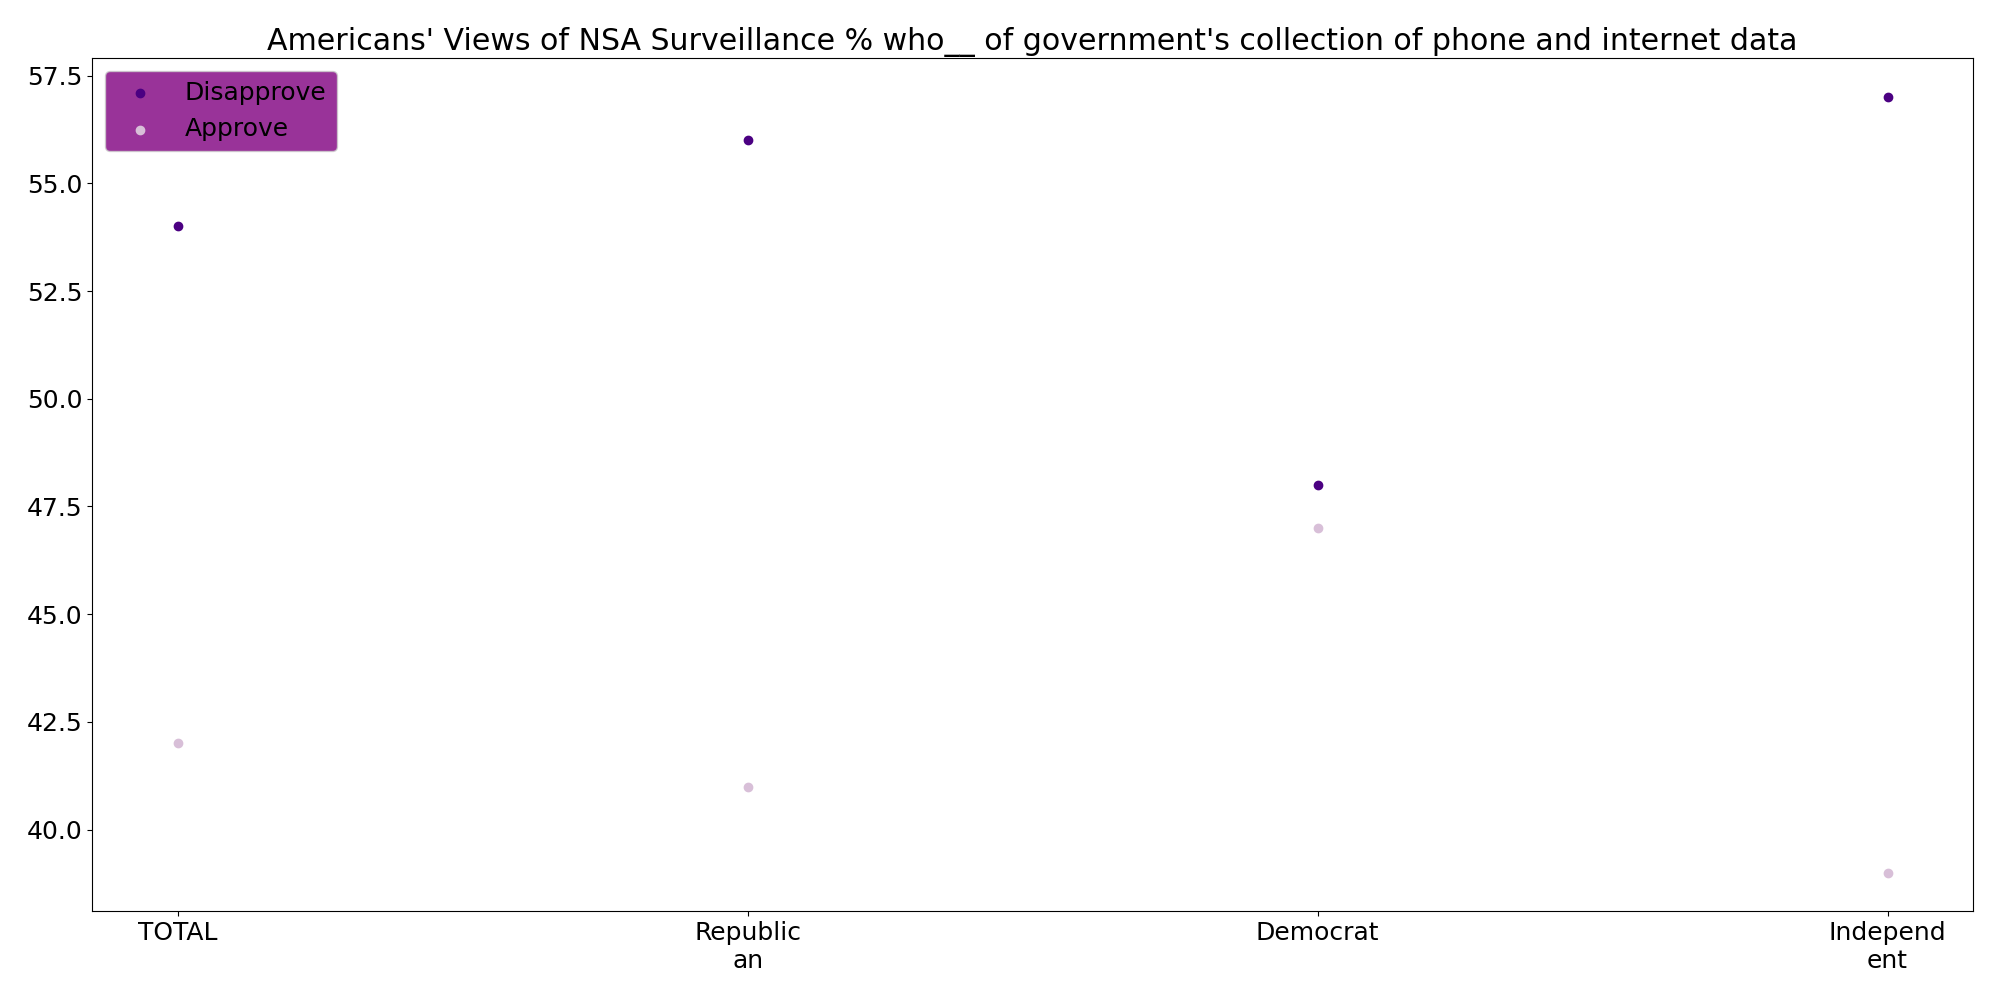 Americans' Views of NSA Surveillance % who__ of government's collection of phone and internet data
57.5
55.0
52.5
50.0
47.5
45.0
42.5
40.0
Disapprove
Approve
TOTAL
Republic
an
Democrat
Independ
ent